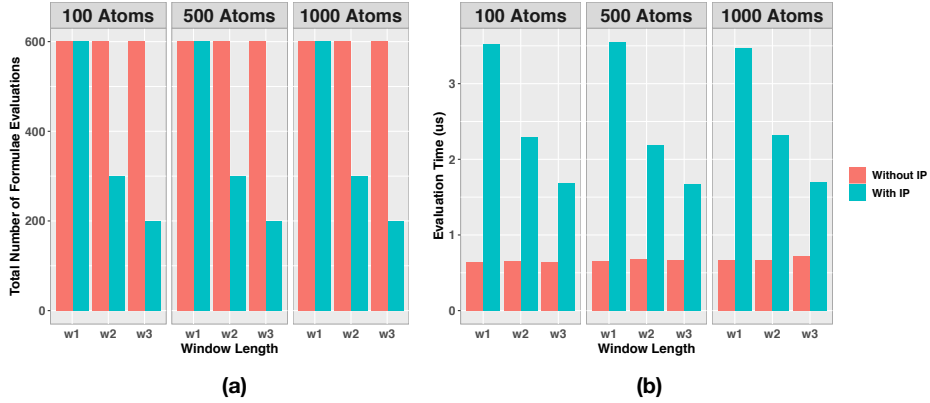 100 Atoms 500 Atoms 1000 Atoms
Total Number of Formulae Evaluations
600
400
200
0
w1 w2 w3 w1 w2 w3 w1 w2 w3
Window Length
(a)
100 Atoms 500 Atoms 1000 Atoms
Evaluation Time (us)
3
2
1
0
w1 w2 w3 w1 w2 w3 w1 w2 w3
Window Length
(b)
Without IP
With IP